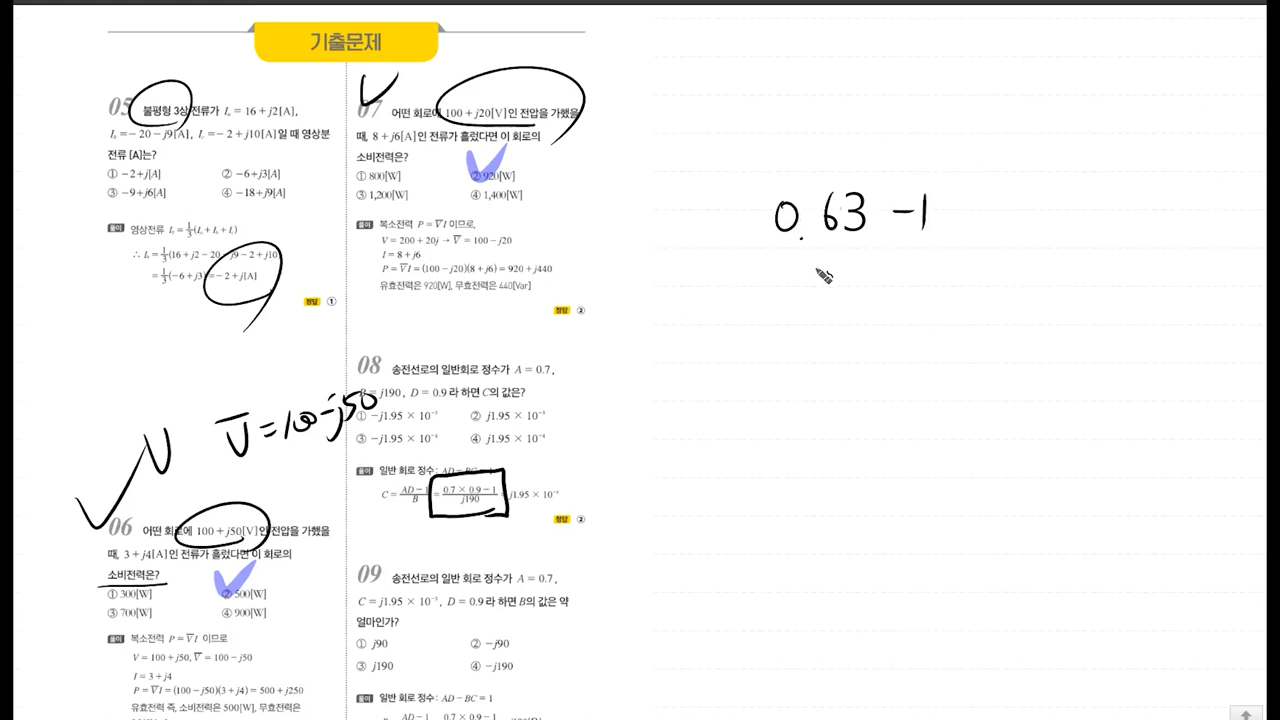 기출문제
05 불평형 3상 전류가 I_a = 16 + j2[A],
I_b = -20 - j9[A], I_c = -2 + j10[A]일 때 영상분
전류 [A]는?
① -2+j[A] ② -6+j3[A]
③ -9+j6[A] ④ -18+j9[A]
풀이 영상전류 I_0 = 1/3(I_a + I_b + I_c)
∴ I_0 = 1/3(16 + j2 - 20 - j9 - 2 + j10)
= 1/3(-6 + j3) = -2 + j[A]
정답 ①
V V̅ = 100 - j50
06 어떤 회로에 100 + j50[V]인 전압을 가했을
때, 3 + j4[A]인 전류가 흘렀다면 이 회로의
소비전력은?
① 300[W] ② 500[W]
③ 700[W] ④ 900[W]
풀이 복소전력 P = V̅I 이므로
V = 100 + j50, V̅ = 100 - j50
I = 3 + j4
P = V̅I = (100 - j50)(3 + j4) = 500 + j250
유효전력 즉, 소비전력은 500[W], 무효전력은
07 어떤 회로에 100 + j20[V]인 전압을 가했을
때, 8 + j6[A]인 전류가 흘렀다면 이 회로의
소비전력은?
① 800[W] ② 920[W]
③ 1,200[W] ④ 1,400[W]
풀이 복소전력 P = V̅I 이므로,
V = 200 + 20j → V̅ = 100 - j20
I = 8 + j6
P = V̅I = (100 - j20)(8 + j6) = 920 + j440
유효전력은 920[W], 무효전력은 440[Var]
정답 ②
08 송전선로의 일반회로 정수가 A = 0.7,
B = j190, D = 0.9 라 하면 C의 값은?
① -j1.95 × 10⁻³ ② j1.95 × 10⁻³
③ -j1.95 × 10⁻⁴ ④ j1.95 × 10⁻⁴
풀이 일반 회로 정수 : AD - BC = 1
C = (AD - 1)/B = (0.7 × 0.9 - 1)/j190 = j1.95 × 10⁻³
정답 ②
09 송전선로의 일반 회로 정수가 A = 0.7,
C = j1.95 × 10⁻³, D = 0.9 라 하면 B의 값은 약
얼마인가?
① j90 ② -j90
③ j190 ④ -j190
풀이 일반 회로 정수 : AD - BC = 1
0.63 - 1